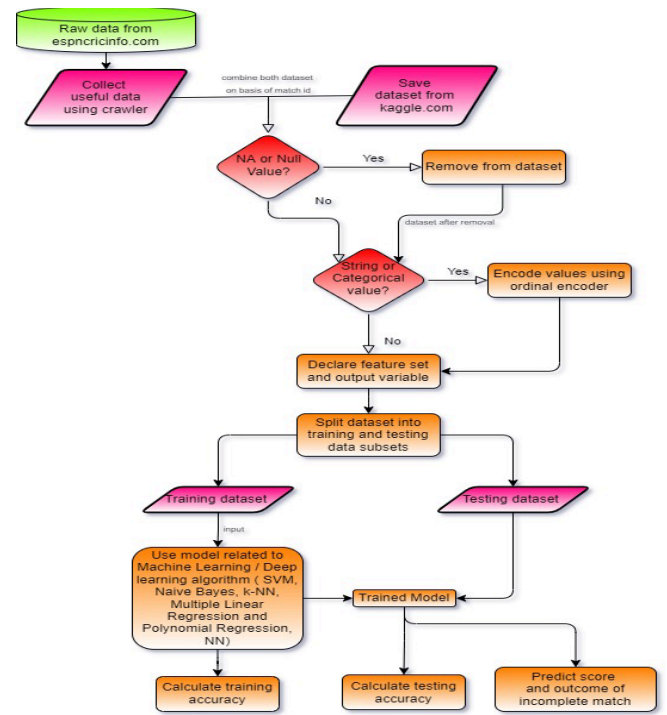 Raw data from
espncricinfo.com
Collect
useful data
using crawler
combine both dataset
on basis of match id
Save
dataset from
kaggle.com
NA or Null
Value?
Yes
Remove from dataset
No
dataset after removal
String or
Categorical
value?
Yes
Encode values using
ordinal encoder
No
Declare feature set
and output variable
Split dataset into
training and testing
data subsets
Training dataset
Testing dataset
input
Use model related to
Machine Learning / Deep
learning algorithm ( SVM,
Naive Bayes, k-NN,
Multiple Linear
Regression and
Polynomial Regression,
NN)
Trained Model
Calculate training
accuracy
Calculate testing
accuracy
Predict score
and outcome of
incomplete match